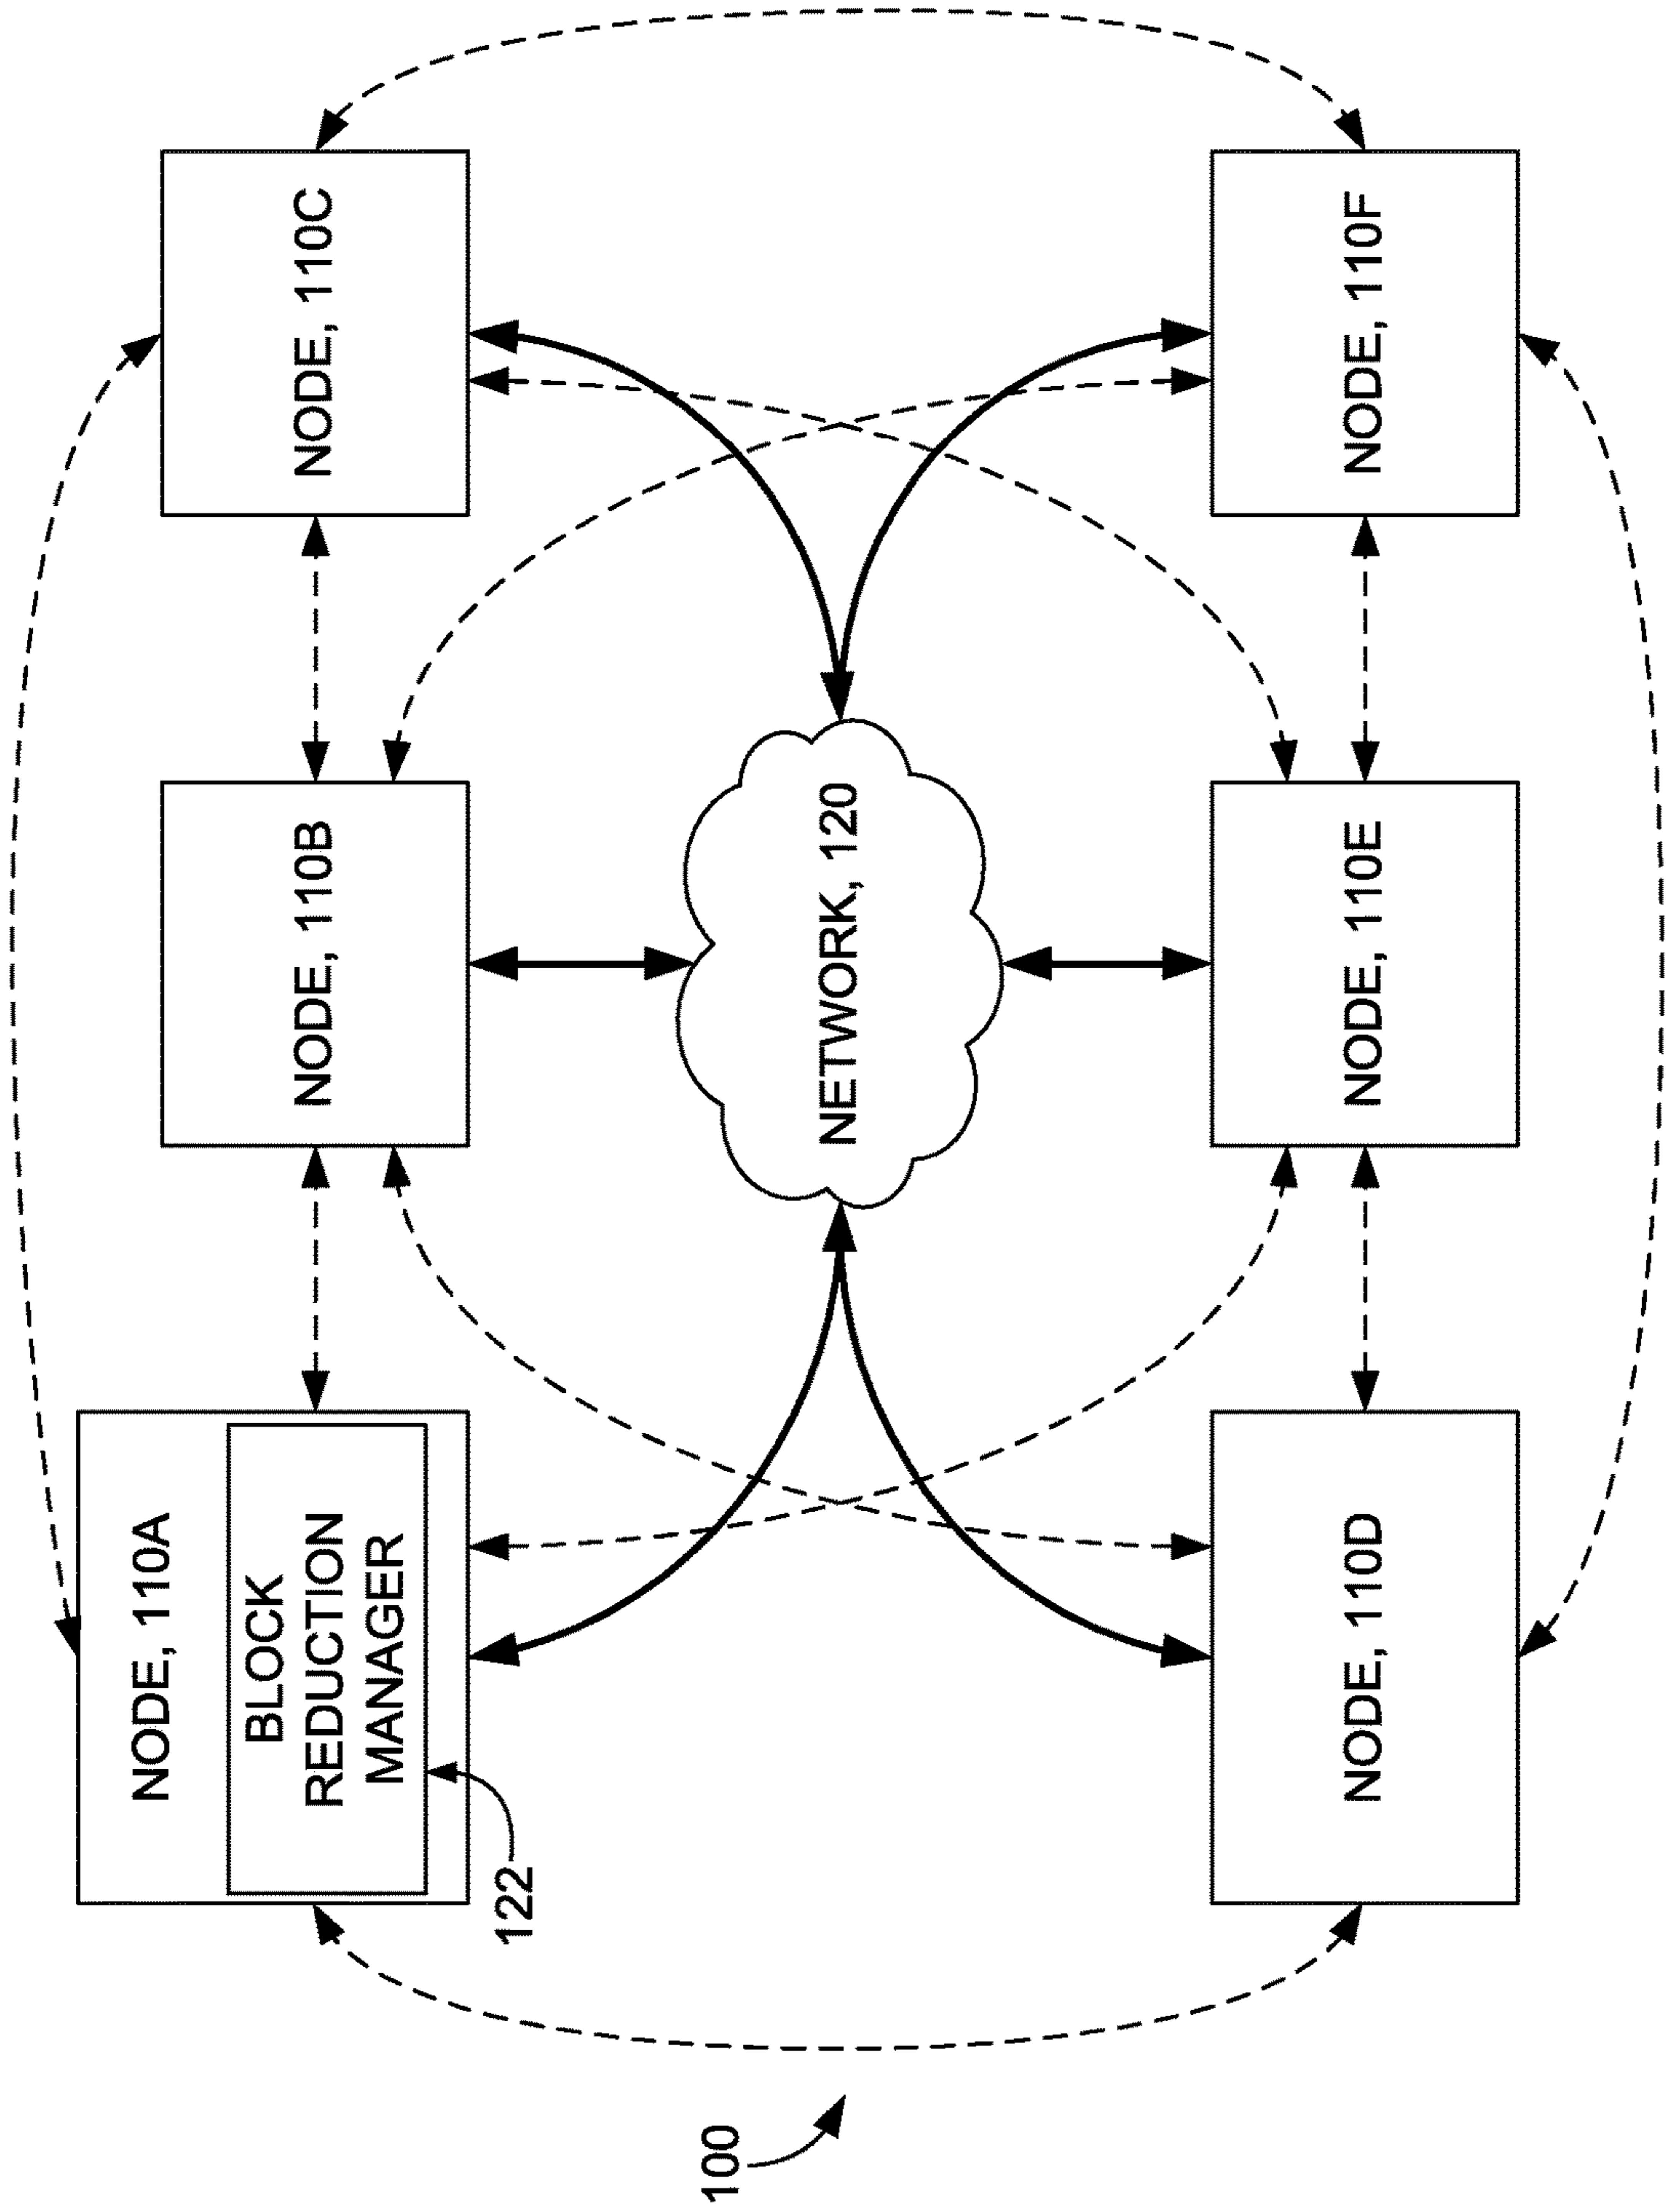 100
NODE, 110A
BLOCK
REDUCTION
MANAGER
122
NODE, 110B
NODE, 110C
NETWORK, 120
NODE, 110D
NODE, 110E
NODE, 110F